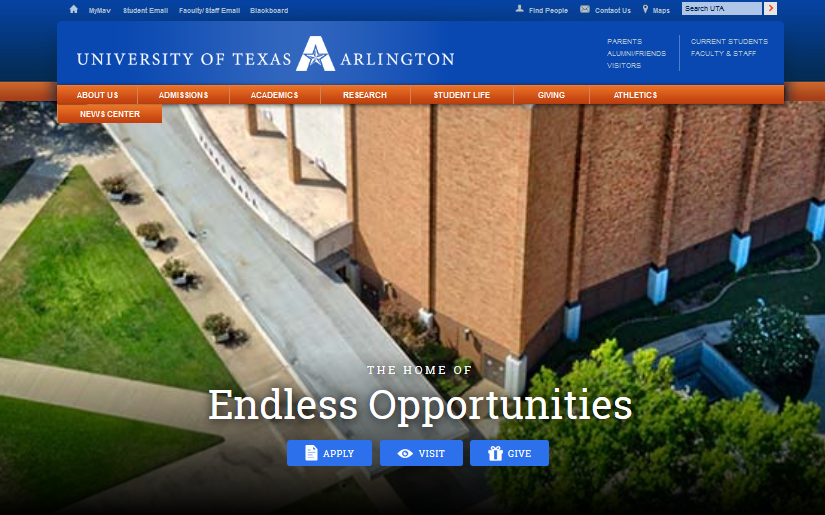 MyMav Student Email Faculty/Staff Email Blackboard Find People Contact Us Maps Search UTA
UNIVERSITY OF TEXAS A ARLINGTON
PARENTS
ALUMNI/FRIENDS
VISITORS
CURRENT STUDENTS
FACULTY & STAFF
ABOUT US ADMISSIONS ACADEMICS RESEARCH STUDENT LIFE GIVING ATHLETICS
NEWS CENTER
HALL
THE HOME OF
Endless Opportunities
APPLY VISIT GIVE